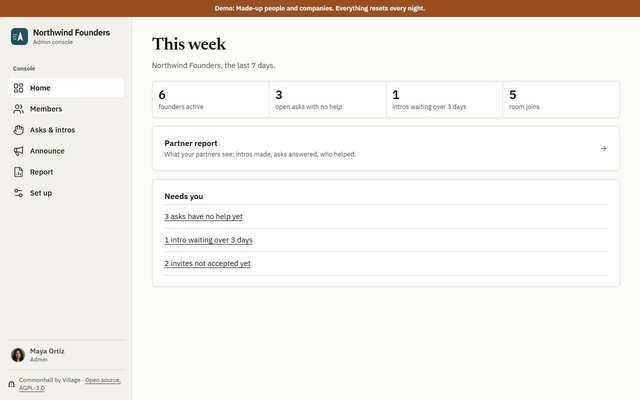 Demo: Made-up people and companies. Everything resets every night.
Northwind Founders
Admin console
Console
Home
Members
Asks & intros
Announce
Report
Set up
Maya Ortiz
Admin
Commonhall by Village · Open source,
AGPL-3.0
This week
Northwind Founders, the last 7 days.
6
founders active
3
open asks with no help
1
intros waiting over 3 days
5
room joins
Partner report
What your partners see: intros made, asks answered, who helped.
Needs you
3 asks have no help yet
1 intro waiting over 3 days
2 invites not accepted yet